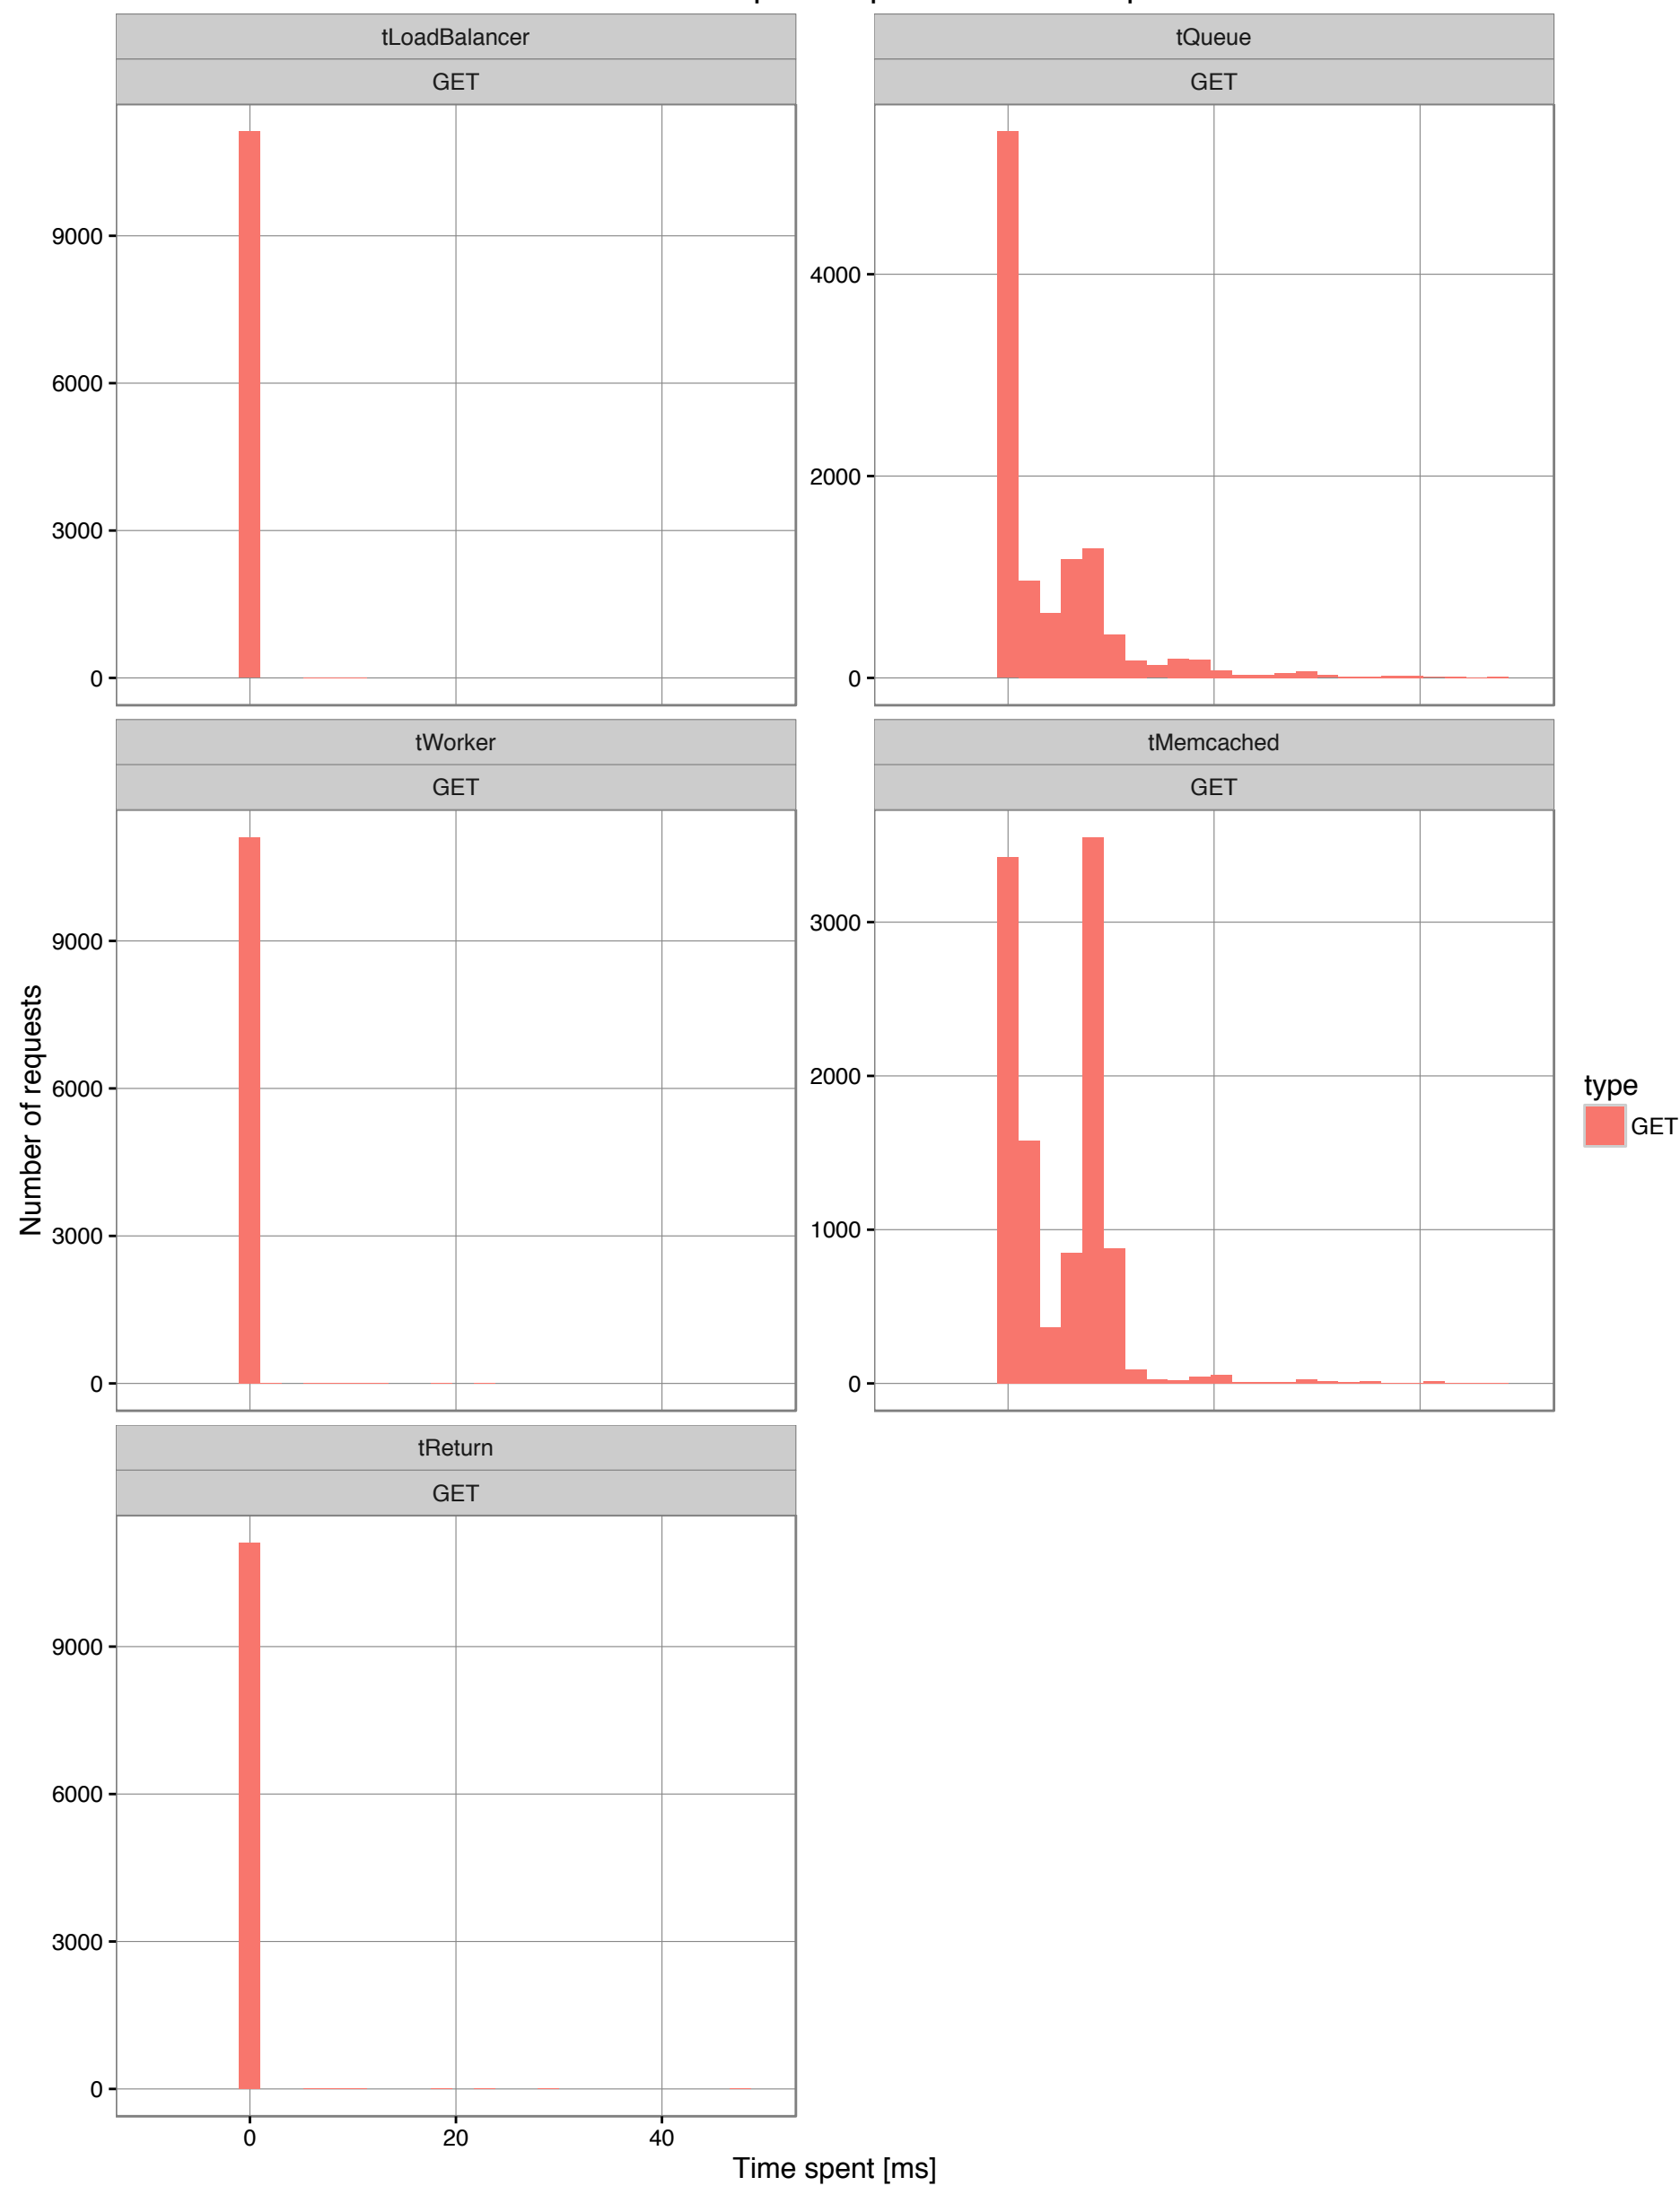 tLoadBalancer
GET
9000
6000
3000
0
tQueue
GET
4000
2000
0
tWorker
GET
9000
6000
3000
0
tMemcached
GET
3000
2000
1000
0
tReturn
GET
9000
6000
3000
0
0 20 40
Number of requests
Time spent [ms]
type
GET